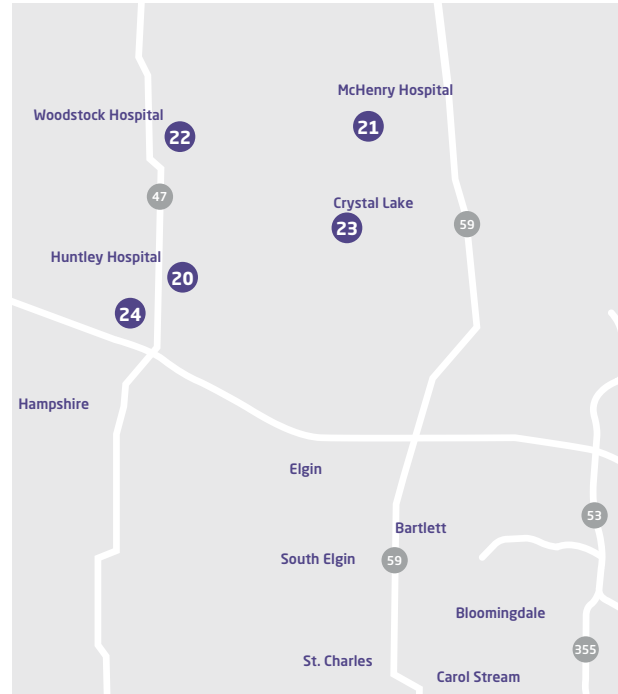 McHenry Hospital
21
Woodstock Hospital
22
47
Crystal Lake
23
59
Huntley Hospital
20
24
Hampshire
Elgin
53
Bartlett
South Elgin
59
Bloomingdale
St. Charles
355
Carol Stream